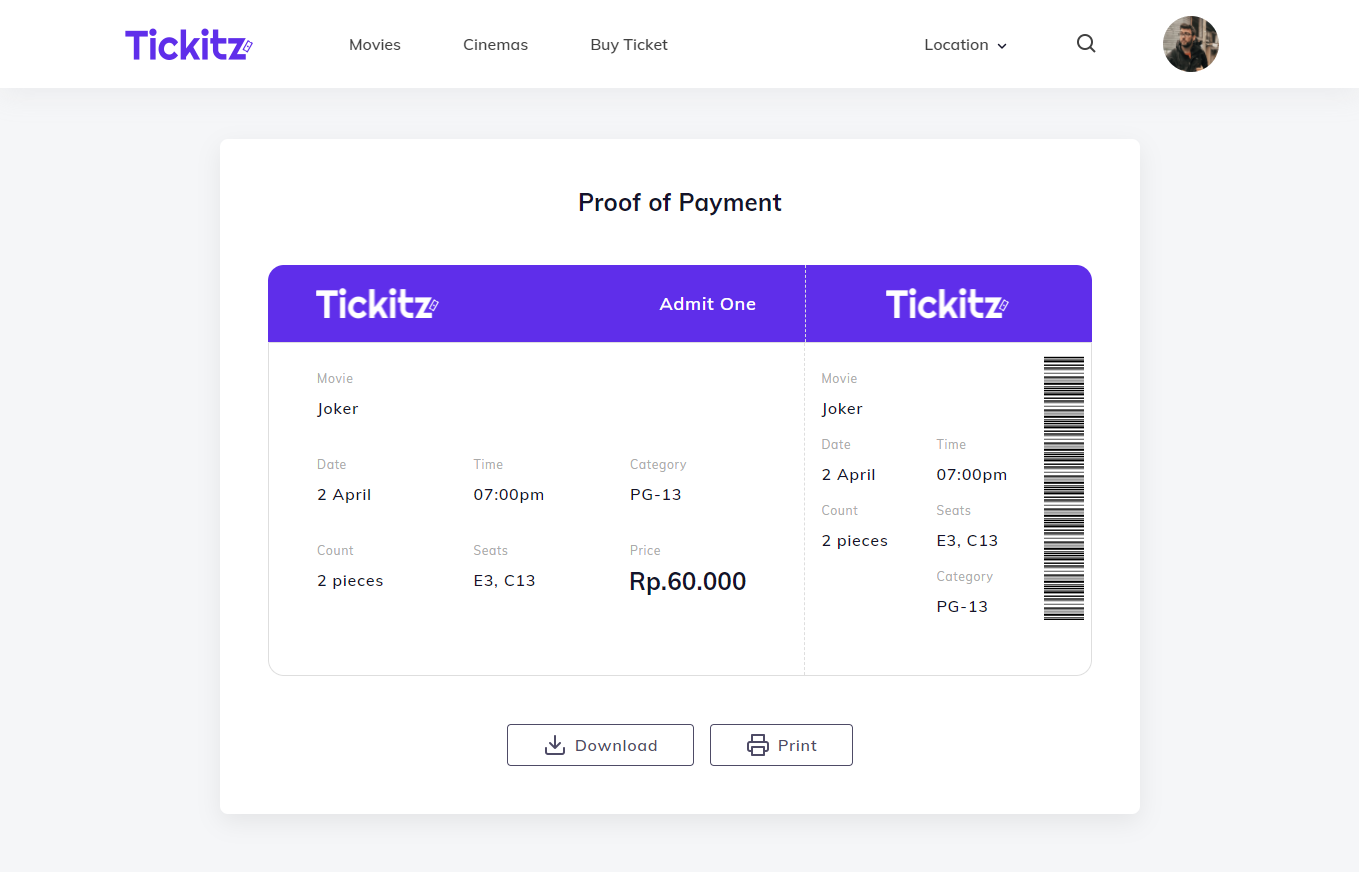 Tickitz
Movies
Cinemas
Buy Ticket
Location
Proof of Payment
Tickitz
Admit One
Movie
Joker
Date
Time
Category
2 April
07:00pm
PG-13
Count
Seats
Price
2 pieces
E3, C13
Rp.60.000
Tickitz
Movie
Joker
Date
Time
2 April
07:00pm
Count
Seats
2 pieces
E3, C13
Category
PG-13
Download
Print